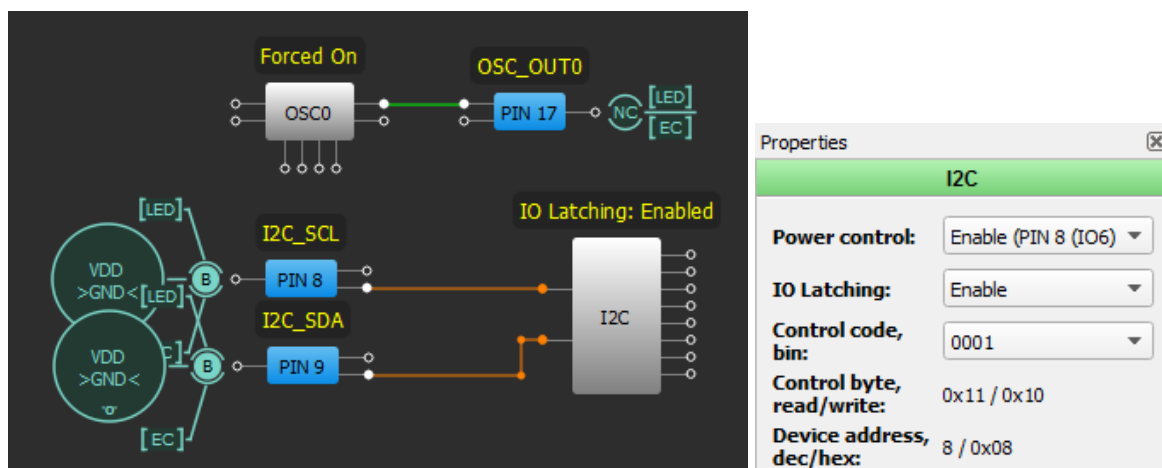 Forced On
OSC_OUT0
OSC0
PIN 17
NC
[LED]
[EC]
IO Latching: Enabled
[LED]
I2C_SCL
VDD
>GND<
[LED]
B
PIN 8
I2C
I2C_SDA
VDD
>GND<
"0"
B
PIN 9
[EC]
Properties
I2C
Power control: Enable (PIN 8 (IO6)
IO Latching: Enable
Control code,
bin: 0001
Control byte,
read/write: 0x11 / 0x10
Device address,
dec/hex: 8 / 0x08